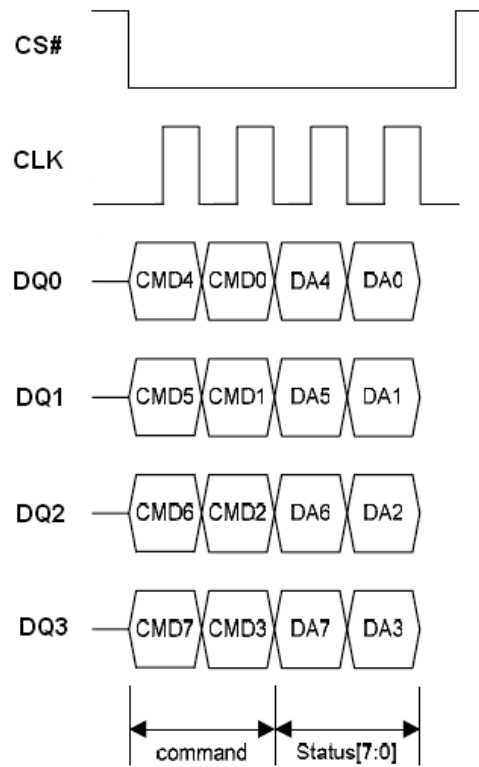 CS#
CLK
DQ0 CMD4 CMD0 DA4 DA0
DQ1 CMD5 CMD1 DA5 DA1
DQ2 CMD6 CMD2 DA6 DA2
DQ3 CMD7 CMD3 DA7 DA3
command Status[7:0]